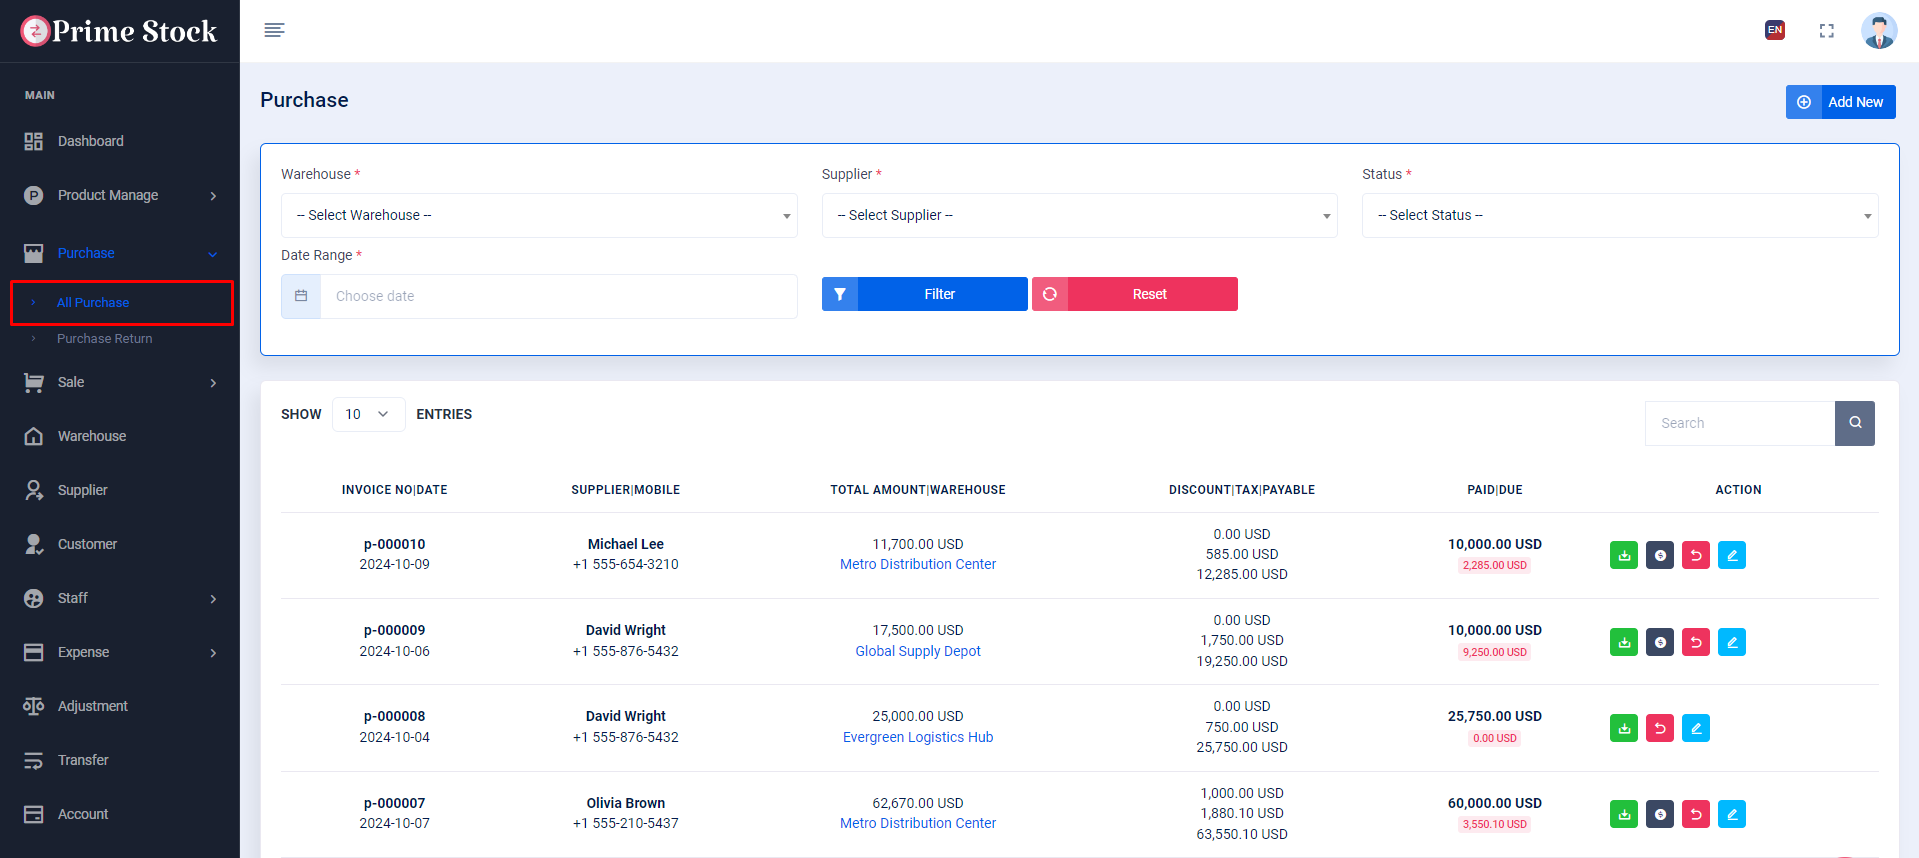 Prime Stock
EN
MAIN
Dashboard
Product Manage
Purchase
All Purchase
Purchase Return
Sale
Warehouse
Supplier
Customer
Staff
Expense
Adjustment
Transfer
Account
Purchase
Add New
Warehouse *
Supplier *
Status *
-- Select Warehouse --
-- Select Supplier --
-- Select Status --
Date Range *
Choose date
Filter
Reset
SHOW 10 ENTRIES
Search
INVOICE NO|DATE SUPPLIER|MOBILE TOTAL AMOUNT|WAREHOUSE DISCOUNT|TAX|PAYABLE PAID|DUE ACTION
p-000010
2024-10-09
Michael Lee
+1 555-654-3210
11,700.00 USD
Metro Distribution Center
0.00 USD
585.00 USD
12,285.00 USD
10,000.00 USD
2,285.00 USD
p-000009
2024-10-06
David Wright
+1 555-876-5432
17,500.00 USD
Global Supply Depot
0.00 USD
1,750.00 USD
19,250.00 USD
10,000.00 USD
9,250.00 USD
p-000008
2024-10-04
David Wright
+1 555-876-5432
25,000.00 USD
Evergreen Logistics Hub
0.00 USD
750.00 USD
25,750.00 USD
25,750.00 USD
0.00 USD
p-000007
2024-10-07
Olivia Brown
+1 555-210-5437
62,670.00 USD
Metro Distribution Center
1,000.00 USD
1,880.10 USD
63,550.10 USD
60,000.00 USD
3,550.10 USD